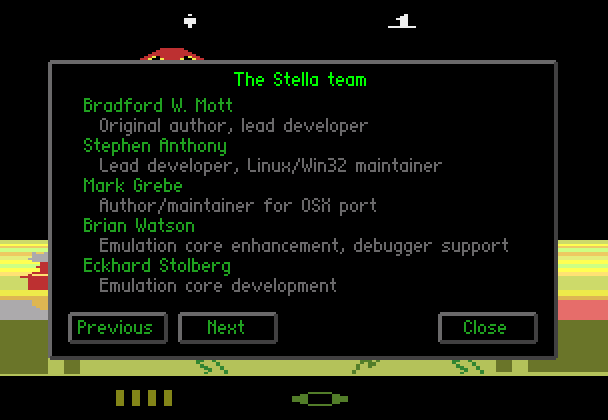 1
The Stella team
Bradford W. Mott
Original author, lead developer
Stephen Anthony
Lead developer, Linux/Win32 maintainer
Mark Grebe
Author/maintainer for OSX port
Brian Watson
Emulation core enhancement, debugger support
Eckhard Stolberg
Emulation core development
Previous
Next
Close